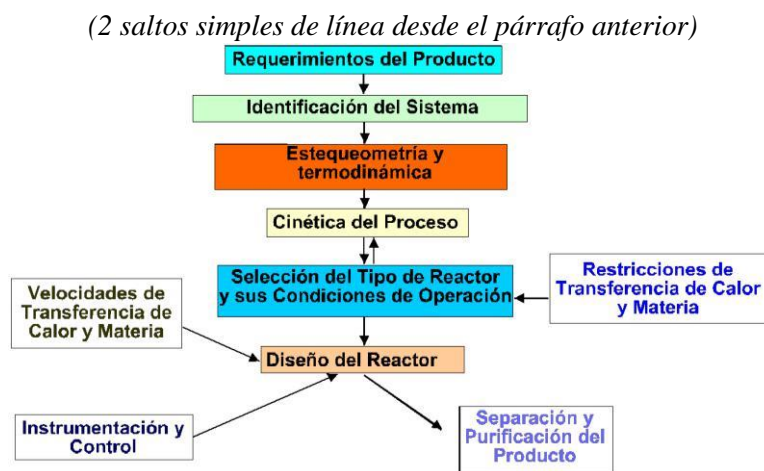 (2 saltos simples de línea desde el párrafo anterior)
Requerimientos del Producto
Identificación del Sistema
Estequeometría y
termodinámica
Cinética del Proceso
Selección del Tipo de Reactor
y sus Condiciones de Operación
Restricciones de
Transferencia de Calor
y Materia
Velocidades de
Transferencia de
Calor y Materia
Diseño del Reactor
Instrumentación y
Control
Separación y
Purificación del
Producto